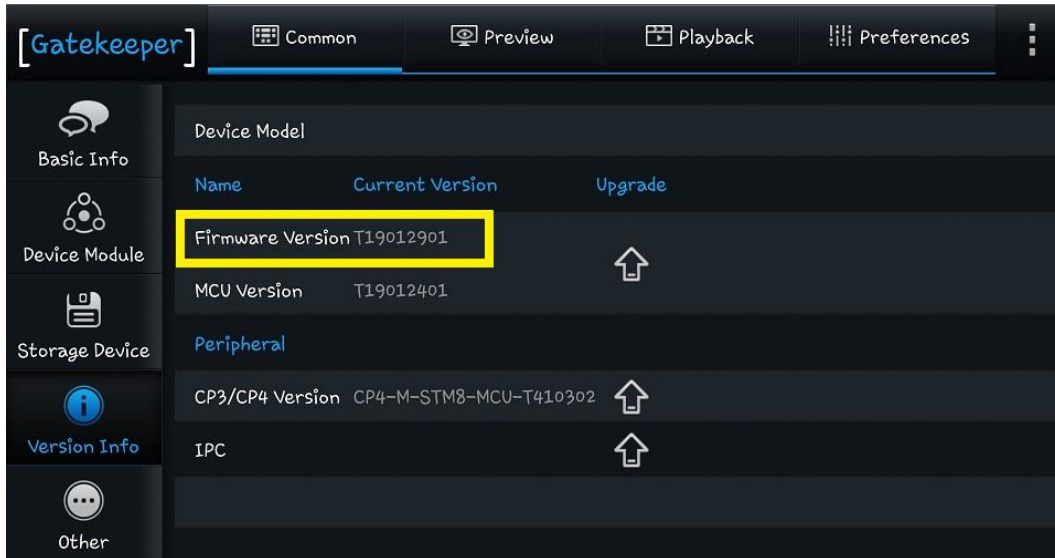 [Gatekeeper] Common Preview Playback Preferences
Basic Info
Device Module
Storage Device
Version Info
Other
Device Model
Name Current Version Upgrade
Firmware Version T19012901
MCU Version T19012401
Peripheral
CP3/CP4 Version CP4-M-STM8-MCU-T410302
IPC